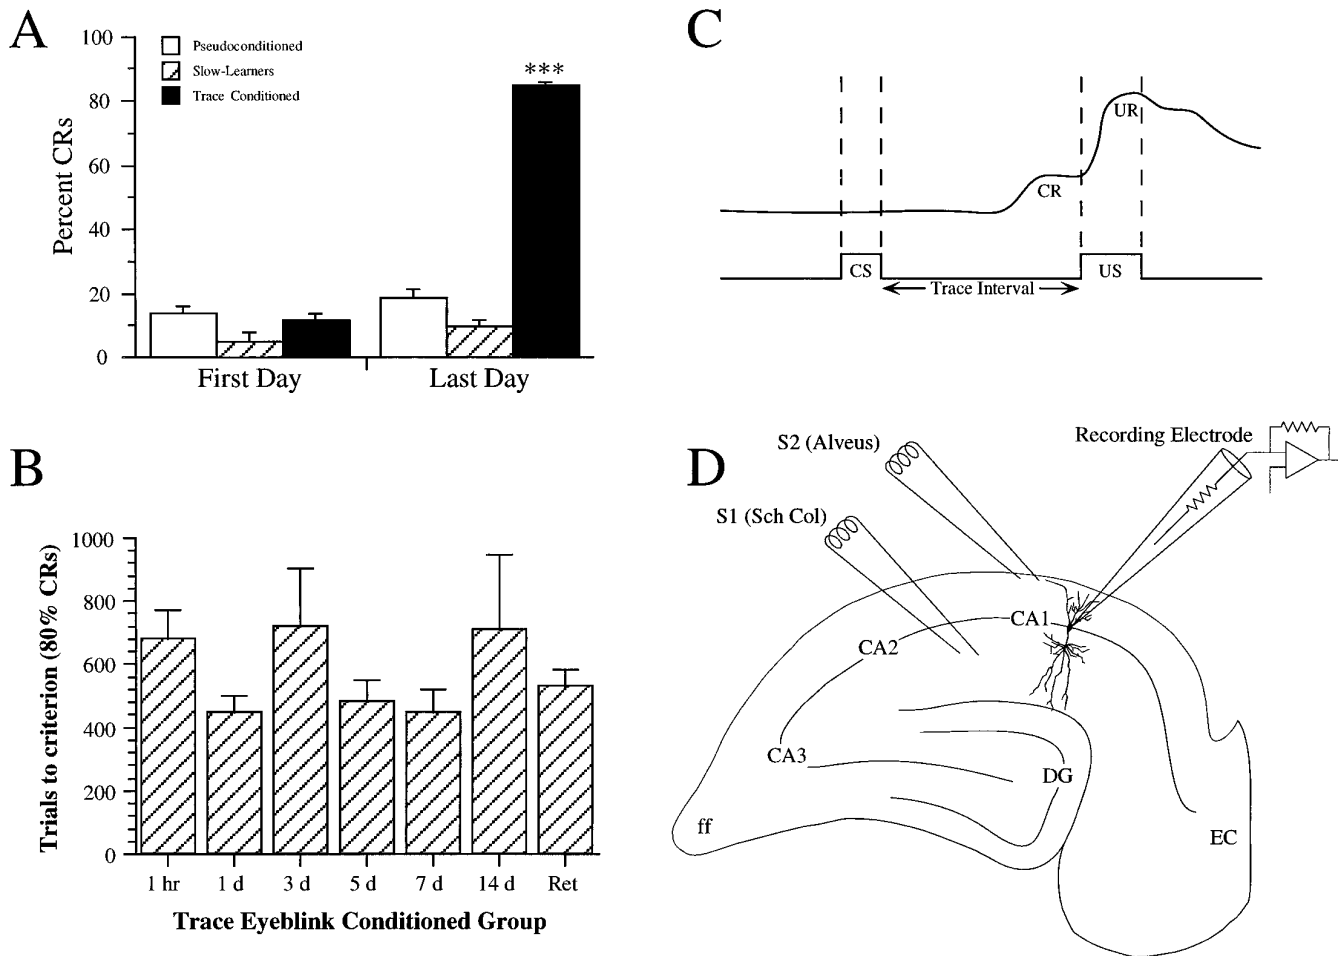 A
Percent CRs
100
80
60
40
20
0
Pseudoconditioned
Slow-Learners
Trace Conditioned
***
First Day
Last Day
B
Trials to criterion (80% CRs)
1000
800
600
400
200
0
1 hr
1 d
3 d
5 d
7 d
14 d
Ret
Trace Eyeblink Conditioned Group
C
UR
CR
CS
US
Trace Interval
D
S2 (Alveus)
Recording Electrode
S1 (Sch Col)
CA1
CA2
CA3
DG
ff
EC